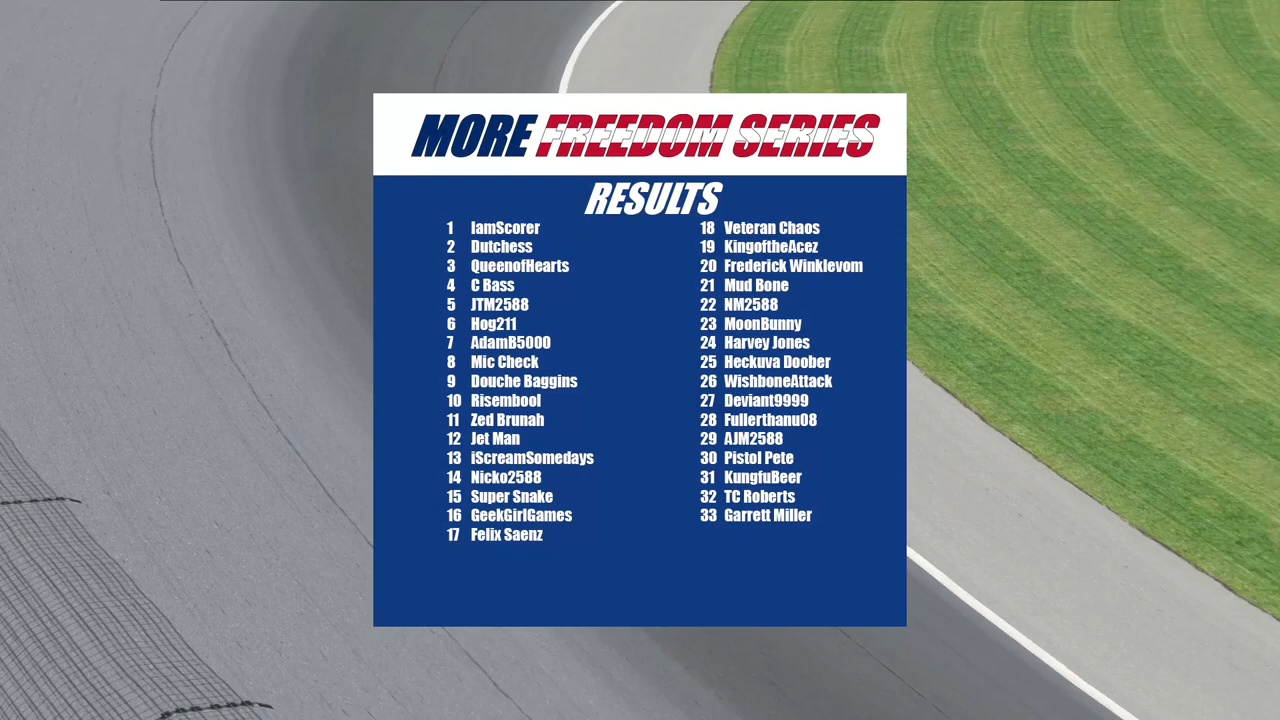 MORE FREEDOM SERIES
RESULTS
1 IamScorer
2 Dutchess
3 QueenofHearts
4 C Bass
5 JTM2588
6 Hog211
7 AdamB5000
8 Mic Check
9 Douche Baggins
10 Risembool
11 Zed Brunah
12 Jet Man
13 iScreamSomedays
14 Nicko2588
15 Super Snake
16 GeekGirlGames
17 Felix Saenz
18 Veteran Chaos
19 KingoftheAcez
20 Frederick Winklevom
21 Mud Bone
22 NM2588
23 MoonBunny
24 Harvey Jones
25 Heckuva Doober
26 WishboneAttack
27 Deviant9999
28 Fullerthanu08
29 AJM2588
30 Pistol Pete
31 KungfuBeer
32 TC Roberts
33 Garrett Miller